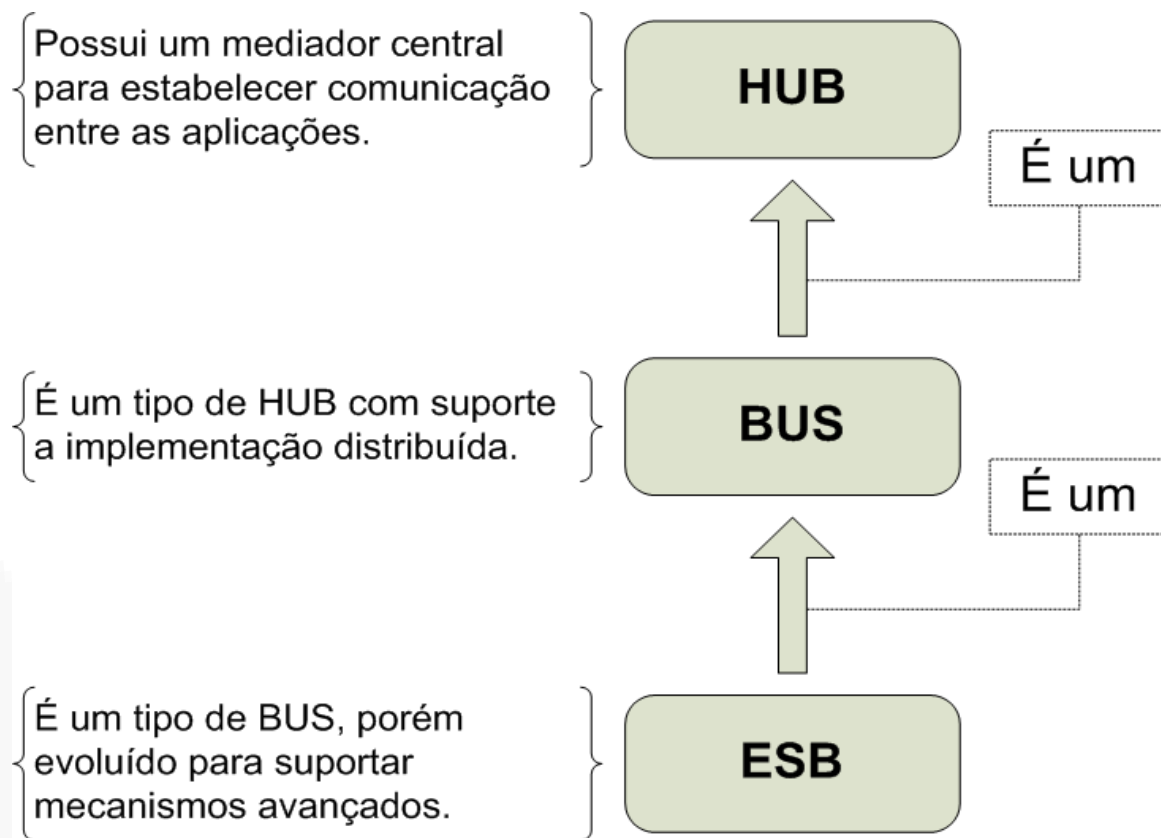 Possui um mediador central
para estabelecer comunicação
entre as aplicações.
HUB
É um
É um tipo de HUB com suporte
a implementação distribuída.
BUS
É um
É um tipo de BUS, porém
evoluído para suportar
mecanismos avançados.
ESB